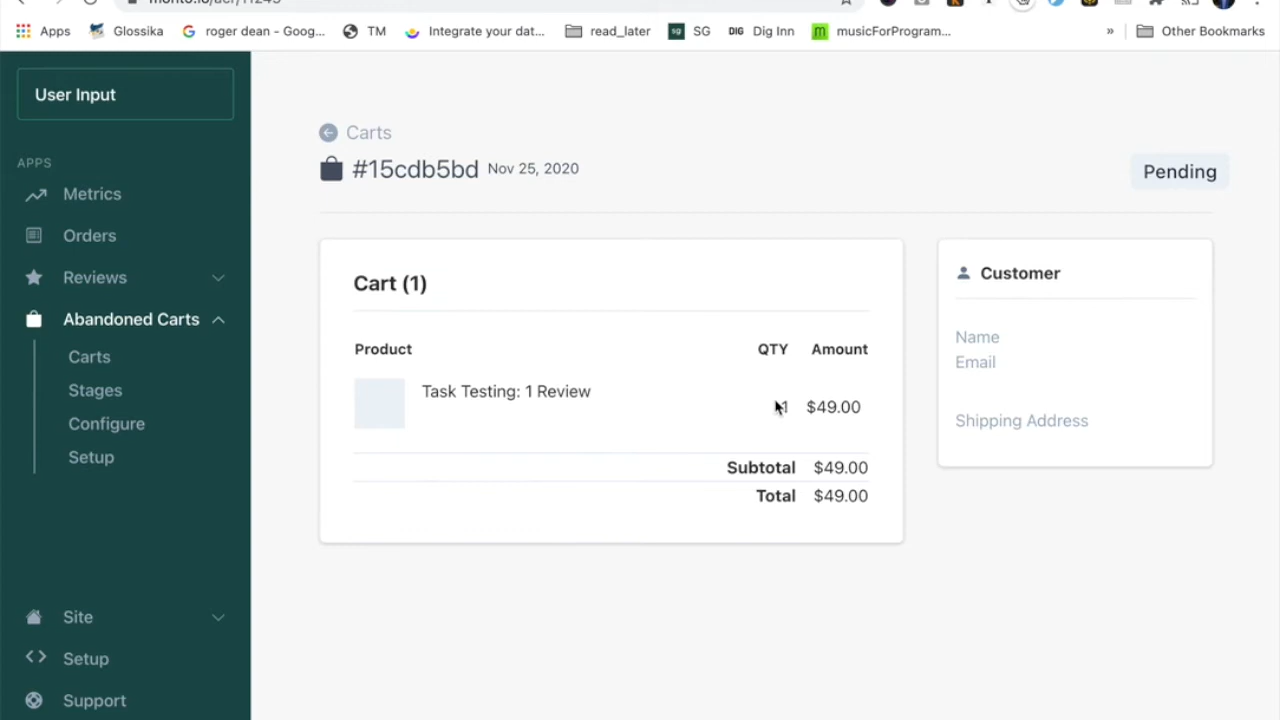 Apps Glossika roger dean - Goog... TM Integrate your dat... read_later SG Dig Inn musicForProgram... » Other Bookmarks
User Input
APPS
Metrics
Orders
Reviews
Abandoned Carts
Carts
Stages
Configure
Setup
Site
Setup
Support
Carts
#15cdb5bd Nov 25, 2020
Pending
Cart (1)
Product QTY Amount
Task Testing: 1 Review
$49.00
Subtotal $49.00
Total $49.00
Customer
Name
Email
Shipping Address